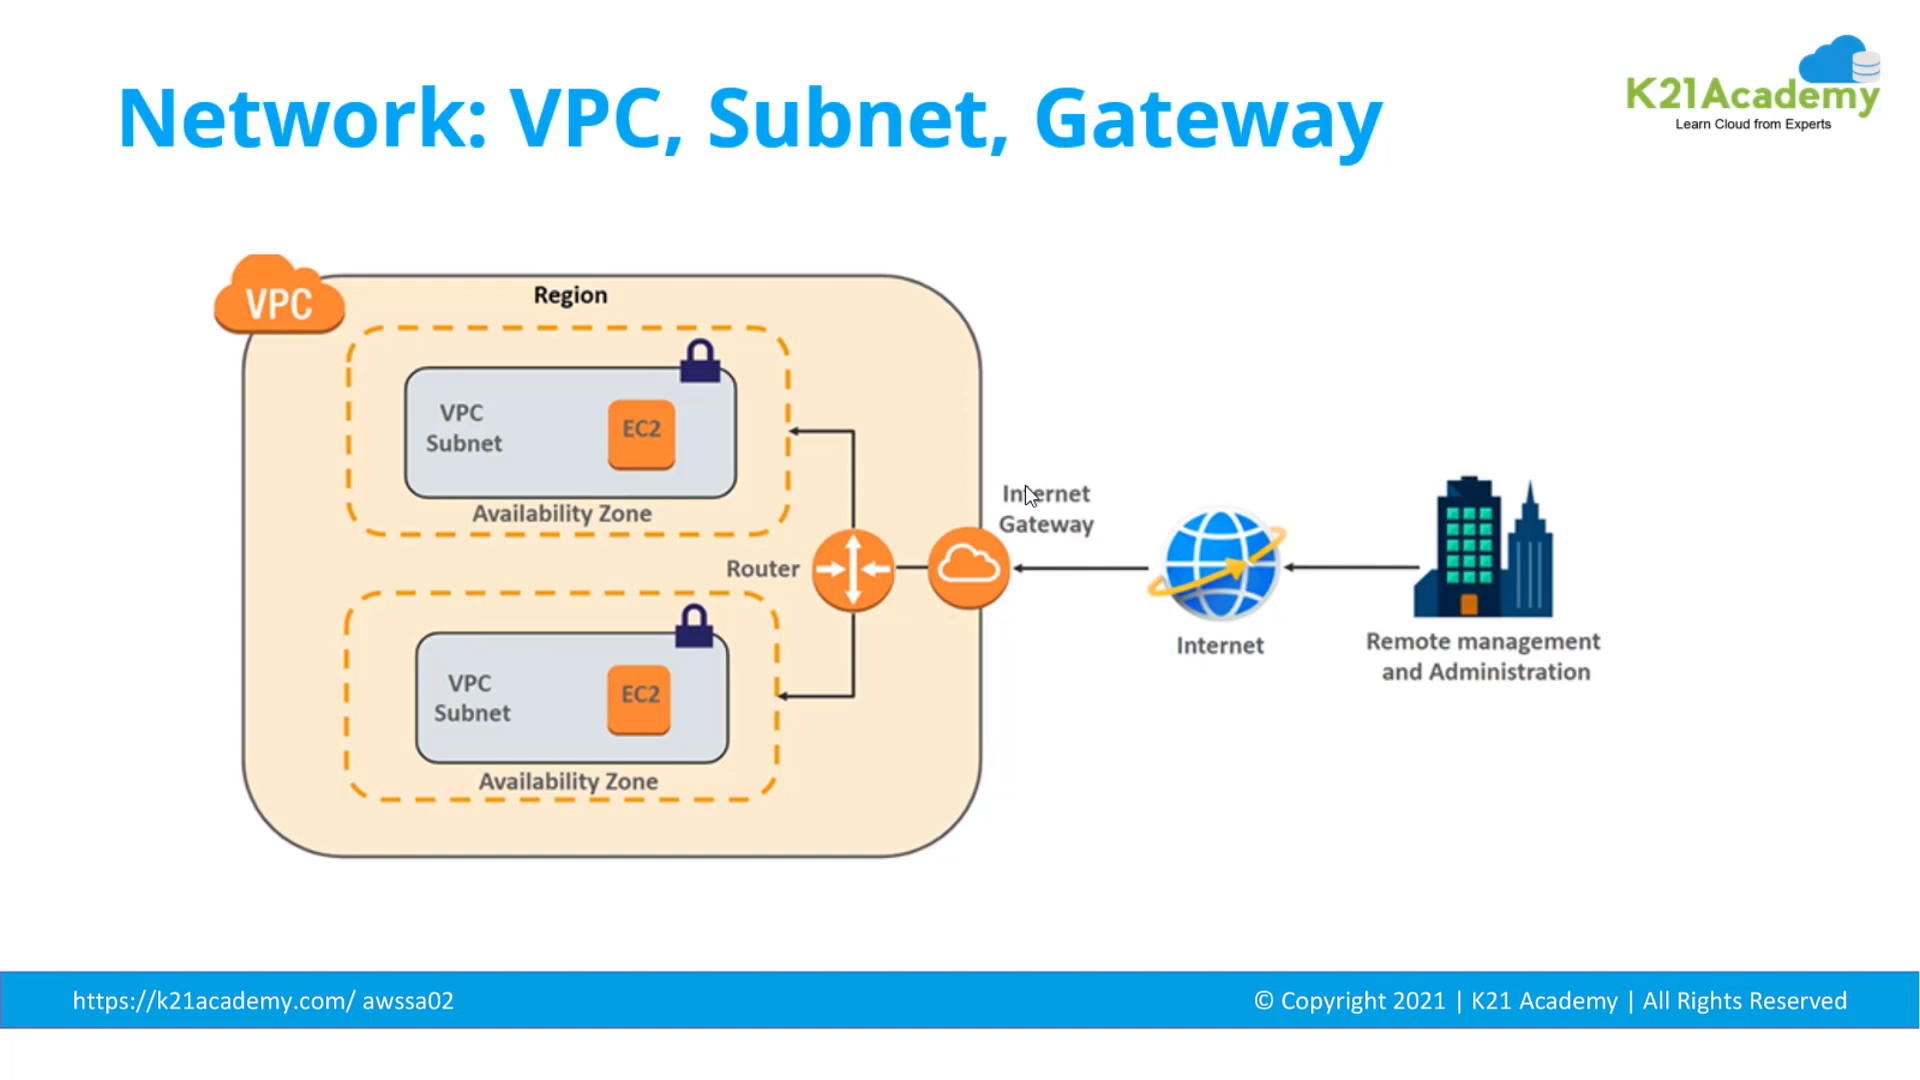 Network: VPC, Subnet, Gateway
K21Academy
Learn Cloud from Experts
VPC
Region
VPC
Subnet
EC2
Availability Zone
Internet
Gateway
Router
VPC
Subnet
EC2
Availability Zone
Internet
Remote management
and Administration
https://k21academy.com/ awssa02
© Copyright 2021 | K21 Academy | All Rights Reserved